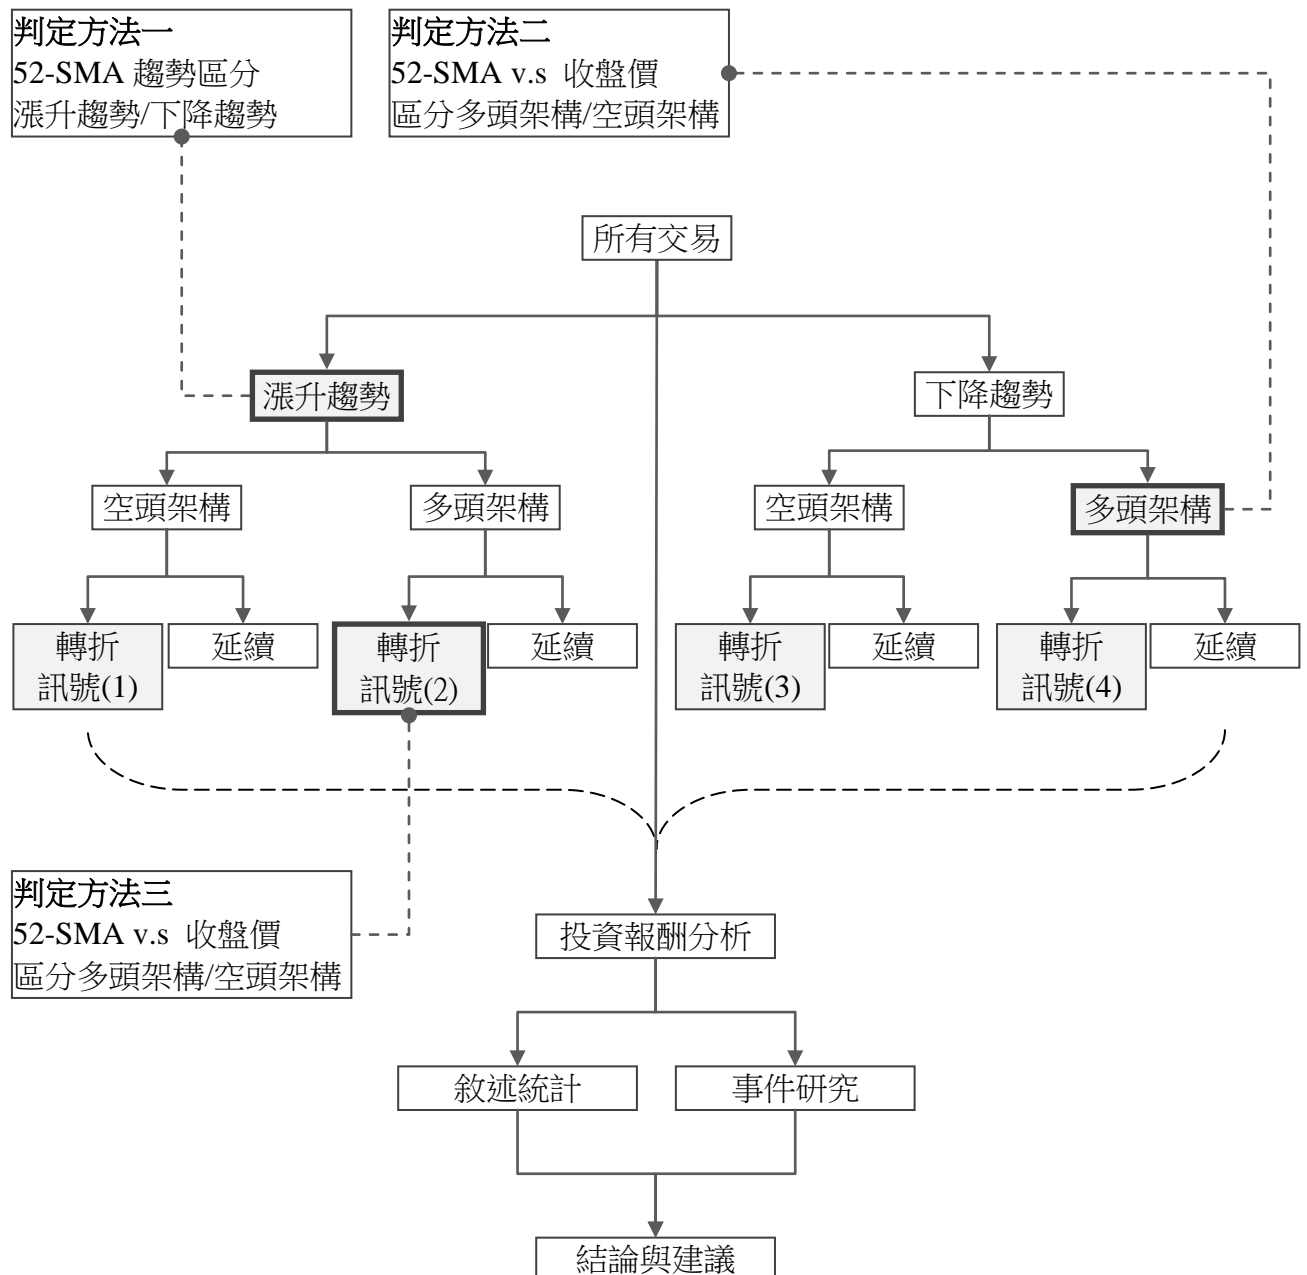 判定方法一
52-SMA 趨勢區分
漲升趨勢/下降趨勢
判定方法二
52-SMA v.s 收盤價
區分多頭架構/空頭架構
所有交易
漲升趨勢
下降趨勢
空頭架構
多頭架構
空頭架構
多頭架構
轉折
訊號(1)
延續
轉折
訊號(2)
延續
轉折
訊號(3)
延續
轉折
訊號(4)
延續
判定方法三
52-SMA v.s 收盤價
區分多頭架構/空頭架構
投資報酬分析
敘述統計
事件研究
結論與建議